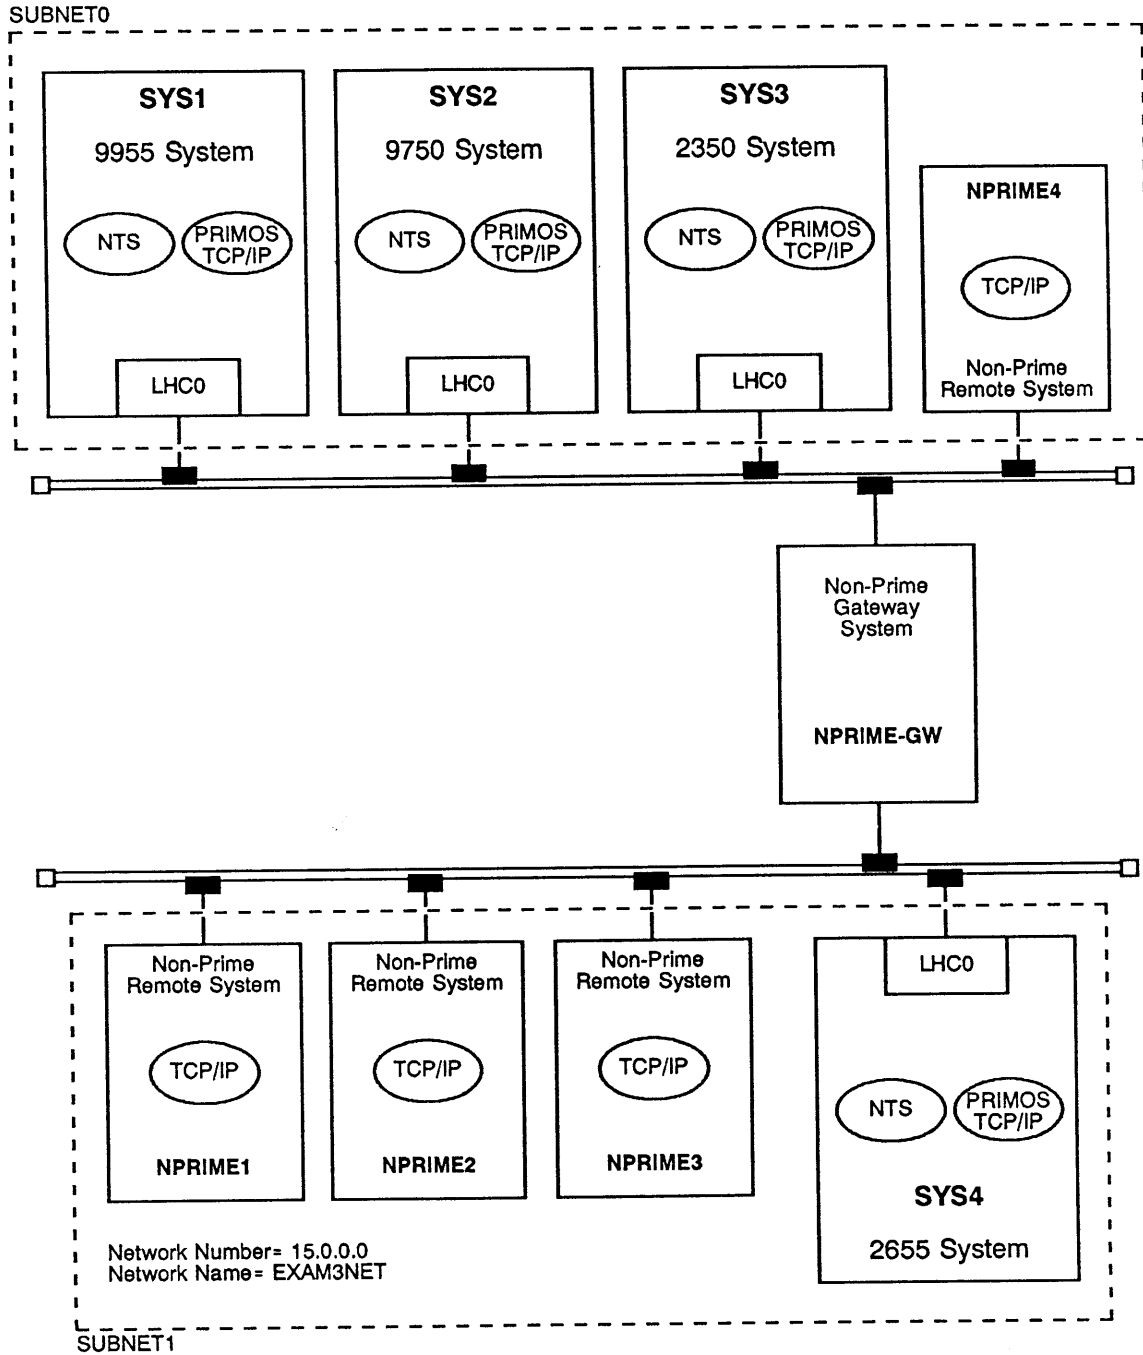 SUBNET0
SYS1
9955 System
NTS
PRIMOS
TCP/IP
LHC0
SYS2
9750 System
NTS
PRIMOS
TCP/IP
LHC0
SYS3
2350 System
NTS
PRIMOS
TCP/IP
LHC0
NPRIME4
TCP/IP
Non-Prime
Remote System
Non-Prime
Gateway
System
NPRIME-GW
Non-Prime
Remote System
TCP/IP
NPRIME1
Non-Prime
Remote System
TCP/IP
NPRIME2
Non-Prime
Remote System
TCP/IP
NPRIME3
LHC0
NTS
PRIMOS
TCP/IP
SYS4
2655 System
Network Number= 15.0.0.0
Network Name= EXAM3NET
SUBNET1